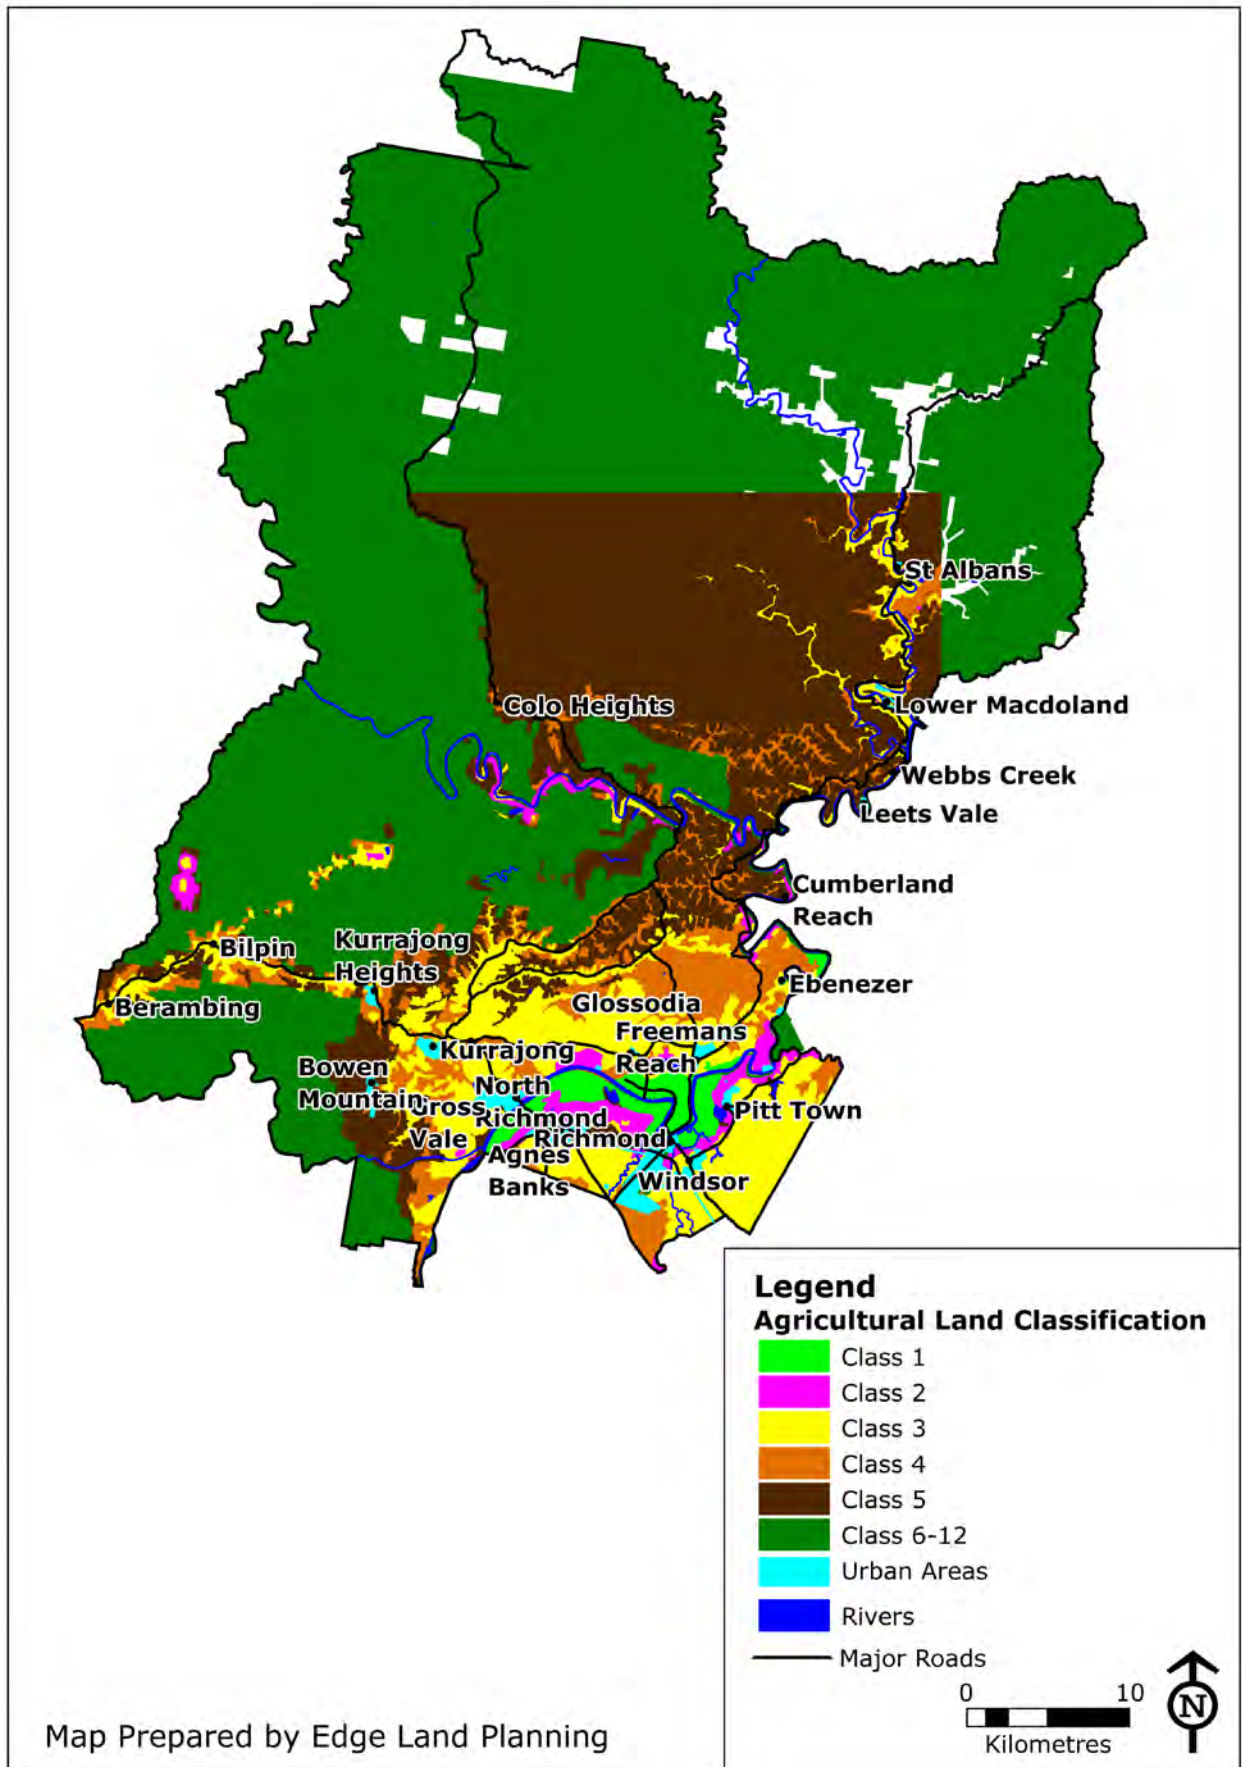 St Albans
Colo Heights
Lower Macdoland
Webbs Creek
Leets Vale
Cumberland
Reach
Bilpin
Kurrajong
Heights
Ebenezer
Berambing
Glossodia
Freemans
Reach
Kurrajong
Bowen
Mountain
North
Richmond
Gross
Vale
Richmond
Pitt Town
Agnes
Banks
Windsor
Legend
Agricultural Land Classification
Class 1
Class 2
Class 3
Class 4
Class 5
Class 6-12
Urban Areas
Rivers
Major Roads
0 10
Kilometres
N
Map Prepared by Edge Land Planning